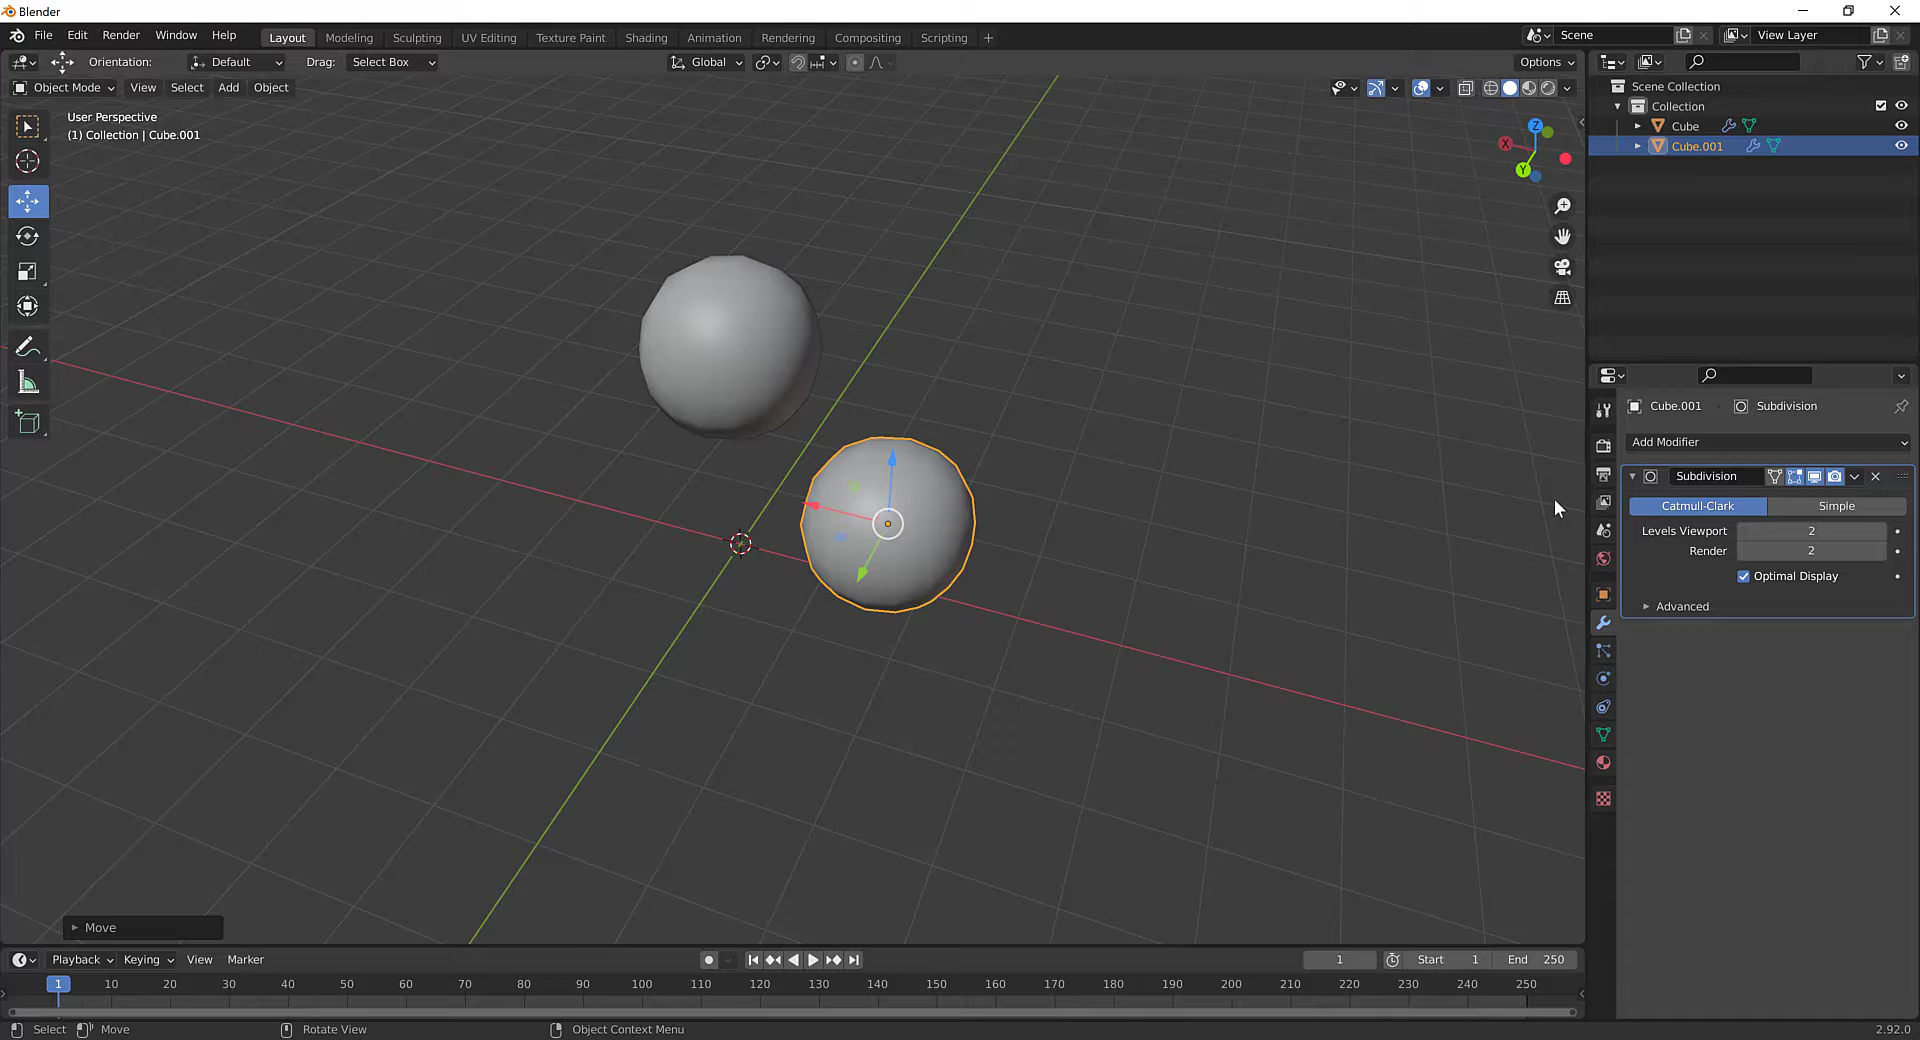 Blender
File Edit Render Window Help Layout Modeling Sculpting UV Editing Texture Paint Shading Animation Rendering Compositing Scripting + Scene View Layer
Orientation: Default Drag: Select Box Global Options
Object Mode View Select Add Object
User Perspective
(1) Collection | Cube.001
Z
X
Y
Scene Collection
Collection
Cube
Cube.001
Cube.001 Subdivision
Add Modifier
Subdivision
Catmull-Clark Simple
Levels Viewport 2
Render 2
Optimal Display
Advanced
Move
Playback Keying View Marker 1 Start 1 End 250
1 10 20 30 40 50 60 70 80 90 100 110 120 130 140 150 160 170 180 190 200 210 220 230 240 250
Select Move Rotate View Object Context Menu 2.92.0